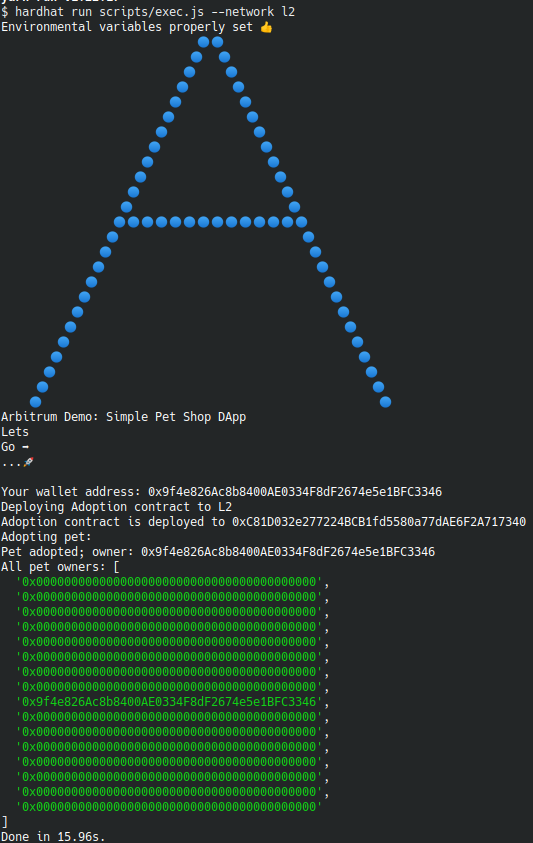 $ hardhat run scripts/exec.js --network l2
Environmental variables properly set 👍
Arbitrum Demo: Simple Pet Shop DApp
Lets
Go ➡
...🚀
Your wallet address: 0x9f4e826Ac8b8400AE0334F8dF2674e5e1BFC3346
Deploying Adoption contract to L2
Adoption contract is deployed to 0xC81D032e277224BCB1fd5580a77dAE6F2A717340
Adopting pet:
Pet adopted; owner: 0x9f4e826Ac8b8400AE0334F8dF2674e5e1BFC3346
All pet owners: [
'0x0000000000000000000000000000000000000000',
'0x0000000000000000000000000000000000000000',
'0x0000000000000000000000000000000000000000',
'0x0000000000000000000000000000000000000000',
'0x0000000000000000000000000000000000000000',
'0x0000000000000000000000000000000000000000',
'0x0000000000000000000000000000000000000000',
'0x0000000000000000000000000000000000000000',
'0x9f4e826Ac8b8400AE0334F8dF2674e5e1BFC3346',
'0x0000000000000000000000000000000000000000',
'0x0000000000000000000000000000000000000000',
'0x0000000000000000000000000000000000000000',
'0x0000000000000000000000000000000000000000',
'0x0000000000000000000000000000000000000000',
'0x0000000000000000000000000000000000000000',
'0x0000000000000000000000000000000000000000'
]
Done in 15.96s.